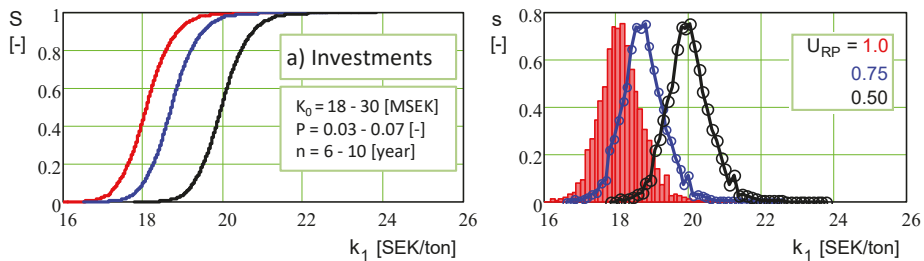 S
[-]
1
0.8
0.6
0.4
0.2
0
16 18 20 22 24 26
k₁ [SEK/ton]
a) Investments
K₀ = 18 - 30 [MSEK]
P = 0.03 - 0.07 [-]
n = 6 - 10 [year]
s
[-]
0.8
0.6
0.4
0.2
0
16 18 20 22 24 26
k₁ [SEK/ton]
U_RP = 1.0
0.75
0.50